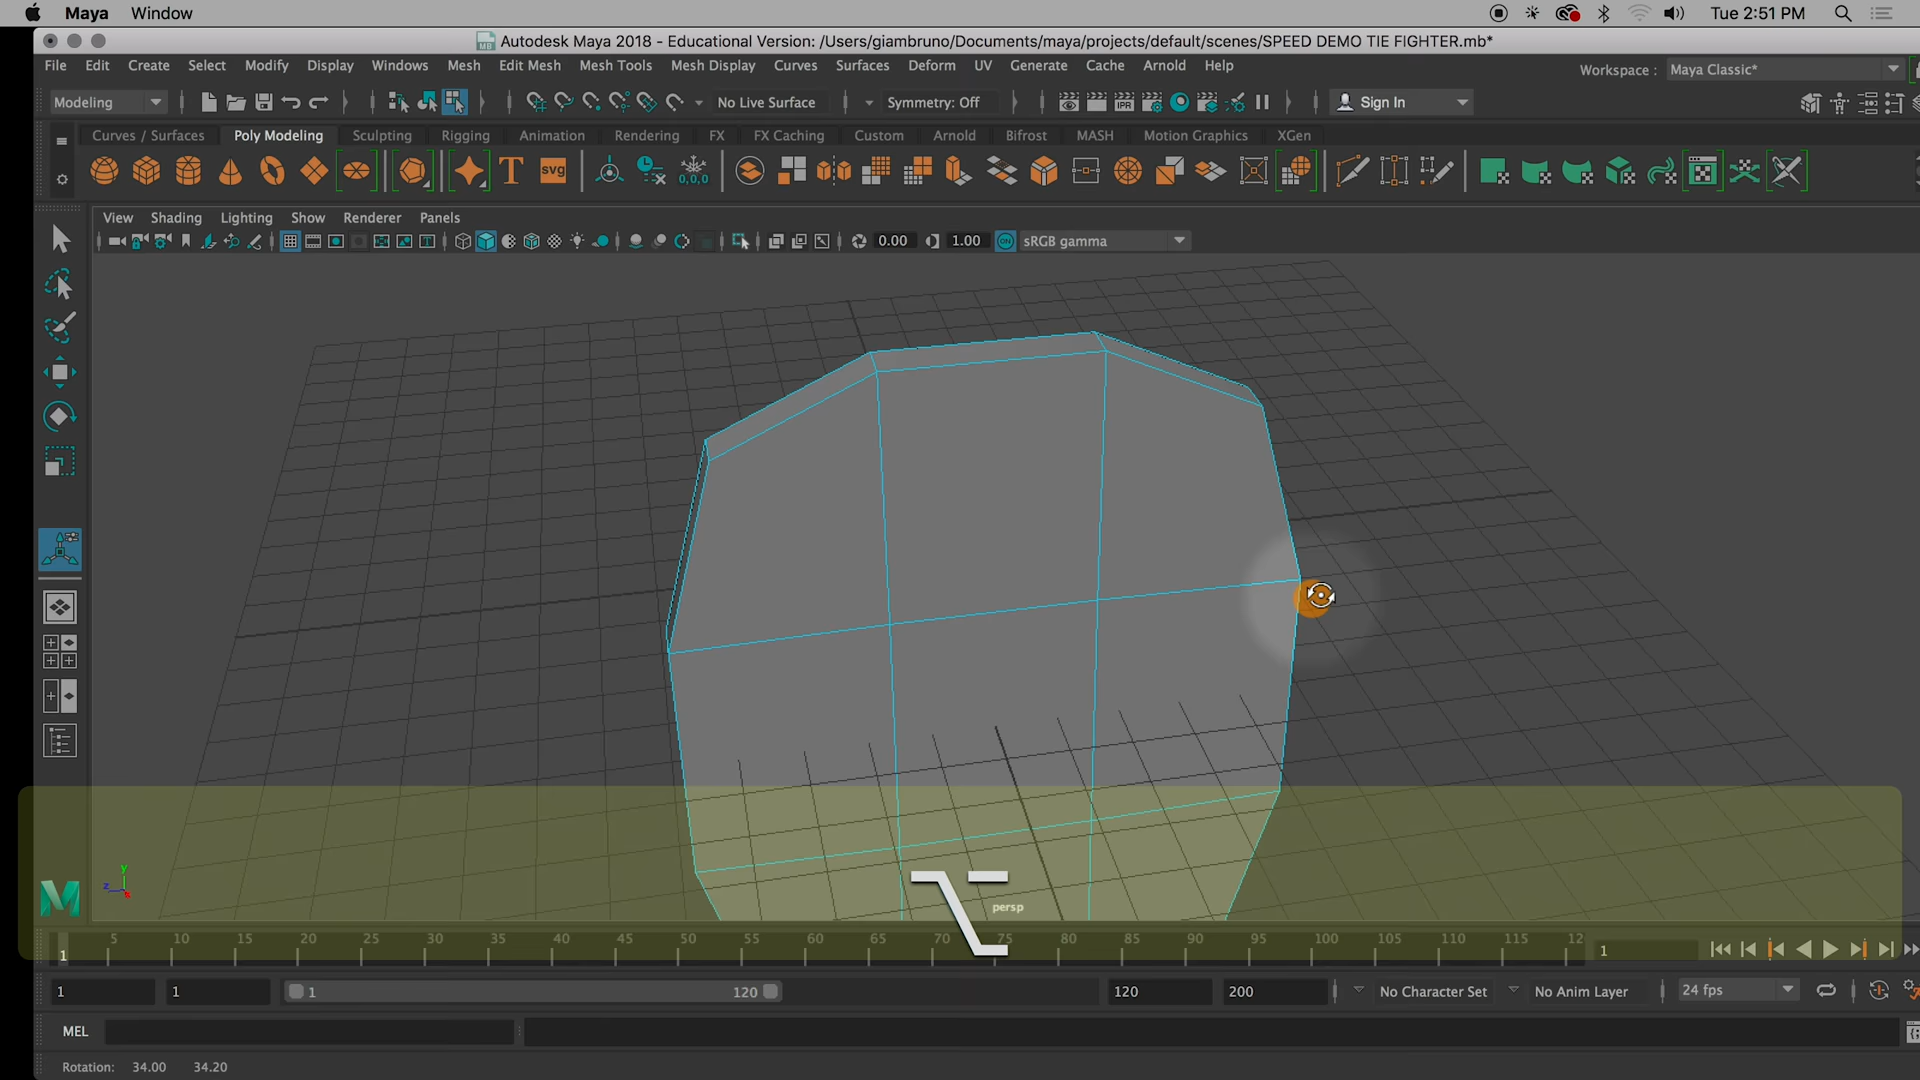 Maya Window Tue 2:51 PM
Autodesk Maya 2018 - Educational Version: /Users/giambruno/Documents/maya/projects/default/scenes/SPEED DEMO TIE FIGHTER.mb*
File Edit Create Select Modify Display Windows Mesh Edit Mesh Mesh Tools Mesh Display Curves Surfaces Deform UV Generate Cache Arnold Help Workspace : Maya Classic*
Modeling No Live Surface Symmetry: Off IPR Sign In
Curves / Surfaces Poly Modeling Sculpting Rigging Animation Rendering FX FX Caching Custom Arnold Bifrost MASH Motion Graphics XGen
T svg 0,0,0
View Shading Lighting Show Renderer Panels
0.00 1.00 ON sRGB gamma
y
z x
M
persp
5 10 15 20 25 30 35 40 45 50 55 60 65 70 75 80 85 90 95 100 105 110 115 12
1 1
1 1 1 120 120 200 No Character Set No Anim Layer 24 fps
MEL
Rotation: 34.00 34.20